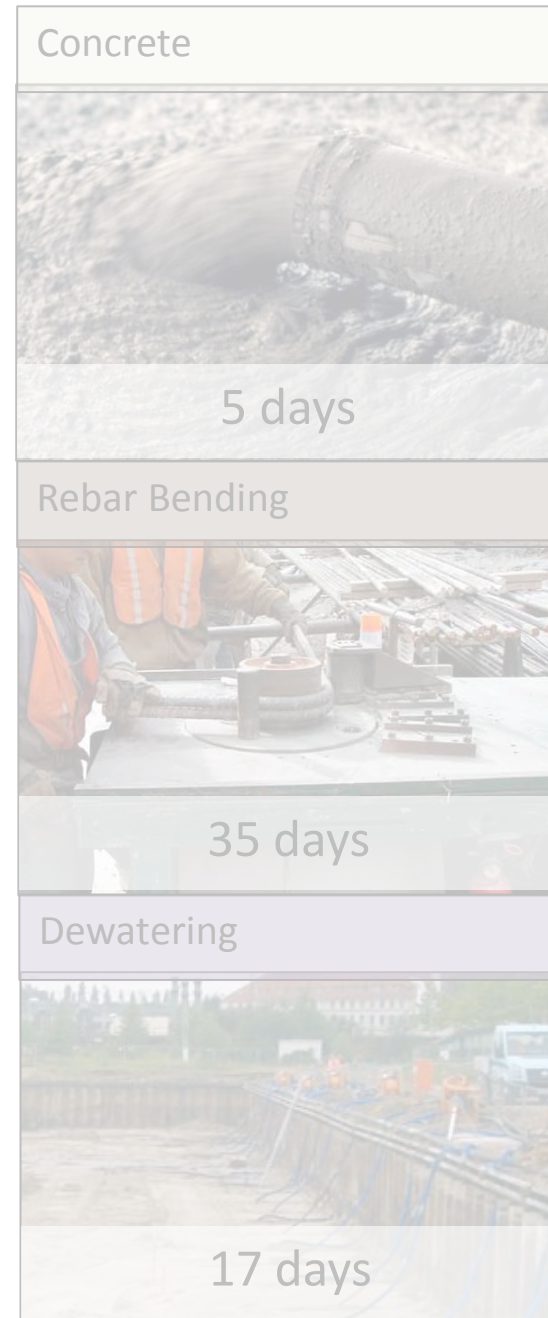 Concrete
5 days
Rebar Bending
35 days
Dewatering
17 days